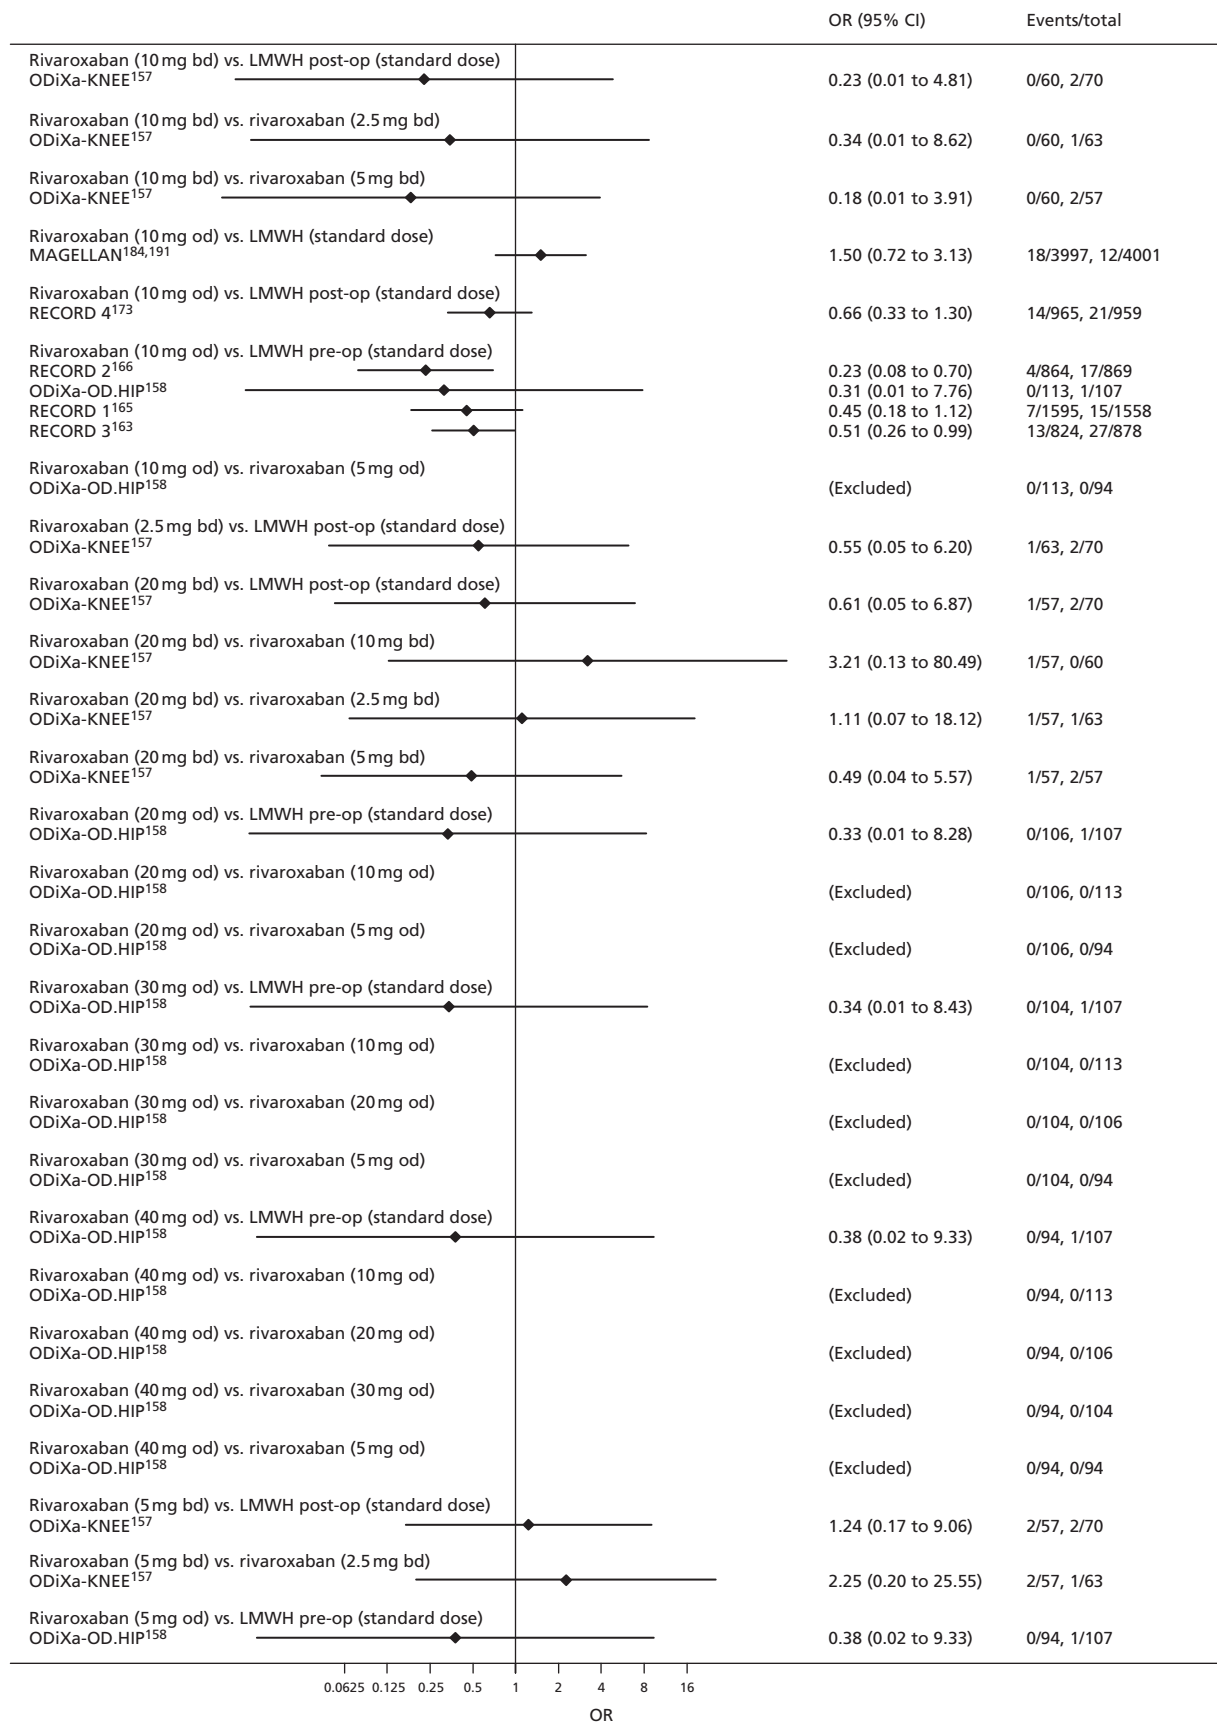 OR (95% CI) Events/total
Rivaroxaban (10 mg bd) vs. LMWH post-op (standard dose)
ODiXa-KNEE157 0.23 (0.01 to 4.81) 0/60, 2/70
Rivaroxaban (10 mg bd) vs. rivaroxaban (2.5 mg bd)
ODiXa-KNEE157 0.34 (0.01 to 8.62) 0/60, 1/63
Rivaroxaban (10 mg bd) vs. rivaroxaban (5 mg bd)
ODiXa-KNEE157 0.18 (0.01 to 3.91) 0/60, 2/57
Rivaroxaban (10 mg od) vs. LMWH (standard dose)
MAGELLAN184,191 1.50 (0.72 to 3.13) 18/3997, 12/4001
Rivaroxaban (10 mg od) vs. LMWH post-op (standard dose)
RECORD 4173 0.66 (0.33 to 1.30) 14/965, 21/959
Rivaroxaban (10 mg od) vs. LMWH pre-op (standard dose)
RECORD 2166 0.23 (0.08 to 0.70) 4/864, 17/869
ODiXa-OD.HIP158 0.31 (0.01 to 7.76) 0/113, 1/107
RECORD 1165 0.45 (0.18 to 1.12) 7/1595, 15/1558
RECORD 3163 0.51 (0.26 to 0.99) 13/824, 27/878
Rivaroxaban (10 mg od) vs. rivaroxaban (5 mg od)
ODiXa-OD.HIP158 (Excluded) 0/113, 0/94
Rivaroxaban (2.5 mg bd) vs. LMWH post-op (standard dose)
ODiXa-KNEE157 0.55 (0.05 to 6.20) 1/63, 2/70
Rivaroxaban (20 mg bd) vs. LMWH post-op (standard dose)
ODiXa-KNEE157 0.61 (0.05 to 6.87) 1/57, 2/70
Rivaroxaban (20 mg bd) vs. rivaroxaban (10 mg bd)
ODiXa-KNEE157 3.21 (0.13 to 80.49) 1/57, 0/60
Rivaroxaban (20 mg bd) vs. rivaroxaban (2.5 mg bd)
ODiXa-KNEE157 1.11 (0.07 to 18.12) 1/57, 1/63
Rivaroxaban (20 mg bd) vs. rivaroxaban (5 mg bd)
ODiXa-KNEE157 0.49 (0.04 to 5.57) 1/57, 2/57
Rivaroxaban (20 mg od) vs. LMWH pre-op (standard dose)
ODiXa-OD.HIP158 0.33 (0.01 to 8.28) 0/106, 1/107
Rivaroxaban (20 mg od) vs. rivaroxaban (10 mg od)
ODiXa-OD.HIP158 (Excluded) 0/106, 0/113
Rivaroxaban (20 mg od) vs. rivaroxaban (5 mg od)
ODiXa-OD.HIP158 (Excluded) 0/106, 0/94
Rivaroxaban (30 mg od) vs. LMWH pre-op (standard dose)
ODiXa-OD.HIP158 0.34 (0.01 to 8.43) 0/104, 1/107
Rivaroxaban (30 mg od) vs. rivaroxaban (10 mg od)
ODiXa-OD.HIP158 (Excluded) 0/104, 0/113
Rivaroxaban (30 mg od) vs. rivaroxaban (20 mg od)
ODiXa-OD.HIP158 (Excluded) 0/104, 0/106
Rivaroxaban (30 mg od) vs. rivaroxaban (5 mg od)
ODiXa-OD.HIP158 (Excluded) 0/104, 0/94
Rivaroxaban (40 mg od) vs. LMWH pre-op (standard dose)
ODiXa-OD.HIP158 0.38 (0.02 to 9.33) 0/94, 1/107
Rivaroxaban (40 mg od) vs. rivaroxaban (10 mg od)
ODiXa-OD.HIP158 (Excluded) 0/94, 0/113
Rivaroxaban (40 mg od) vs. rivaroxaban (20 mg od)
ODiXa-OD.HIP158 (Excluded) 0/94, 0/106
Rivaroxaban (40 mg od) vs. rivaroxaban (30 mg od)
ODiXa-OD.HIP158 (Excluded) 0/94, 0/104
Rivaroxaban (40 mg od) vs. rivaroxaban (5 mg od)
ODiXa-OD.HIP158 (Excluded) 0/94, 0/94
Rivaroxaban (5 mg bd) vs. LMWH post-op (standard dose)
ODiXa-KNEE157 1.24 (0.17 to 9.06) 2/57, 2/70
Rivaroxaban (5 mg bd) vs. rivaroxaban (2.5 mg bd)
ODiXa-KNEE157 2.25 (0.20 to 25.55) 2/57, 1/63
Rivaroxaban (5 mg od) vs. LMWH pre-op (standard dose)
ODiXa-OD.HIP158 0.38 (0.02 to 9.33) 0/94, 1/107
0.0625 0.125 0.25 0.5 1 2 4 8 16
OR